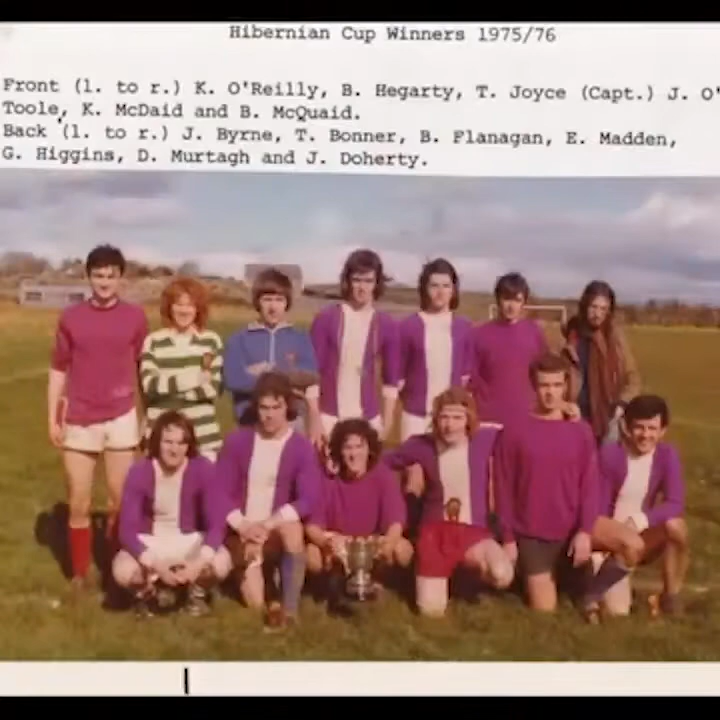 Hibernian Cup Winners 1975/76
Front (l. to r.) K. O'Reilly, B. Hegarty, T. Joyce (Capt.) J. O'
Toole, K. McDaid and B. McQuaid.
Back (l. to r.) J. Byrne, T. Bonner, B. Flanagan, E. Madden,
G. Higgins, D. Murtagh and J. Doherty.